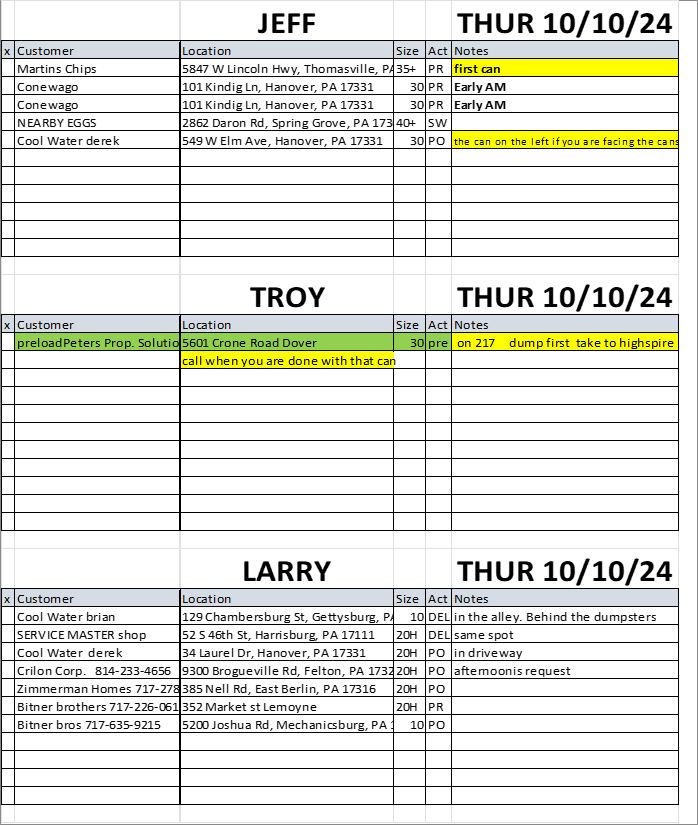 JEFF THUR 10/10/24
x Customer Location Size Act Notes
Martins Chips 5847 W Lincoln Hwy, Thomasville, PA 35+ PR first can
Conewago 101 Kindig Ln, Hanover, PA 17331 30 PR Early AM
Conewago 101 Kindig Ln, Hanover, PA 17331 30 PR Early AM
NEARBY EGGS 2862 Daron Rd, Spring Grove, PA 173 40+ SW
Cool Water derek 549 W Elm Ave, Hanover, PA 17331 30 PO the can on the left if you are facing the cans
TROY THUR 10/10/24
x Customer Location Size Act Notes
preloadPeters Prop. Solutio 5601 Crone Road Dover 30 pre on 217 dump first take to highspire
call when you are done with that can
LARRY THUR 10/10/24
x Customer Location Size Act Notes
Cool Water brian 129 Chambersburg St, Gettysburg, PA 10 DEL in the alley. Behind the dumpsters
SERVICE MASTER shop 52 S 46th St, Harrisburg, PA 17111 20H DEL same spot
Cool Water derek 34 Laurel Dr, Hanover, PA 17331 20H PO in driveway
Crilon Corp. 814-233-4656 9300 Brogueville Rd, Felton, PA 1732 20H PO afternoonis request
Zimmerman Homes 717-278 385 Nell Rd, East Berlin, PA 17316 20H PO
Bitner brothers 717-226-061 352 Market st Lemoyne 20H PR
Bitner bros 717-635-9215 5200 Joshua Rd, Mechanicsburg, PA 1 10 PO